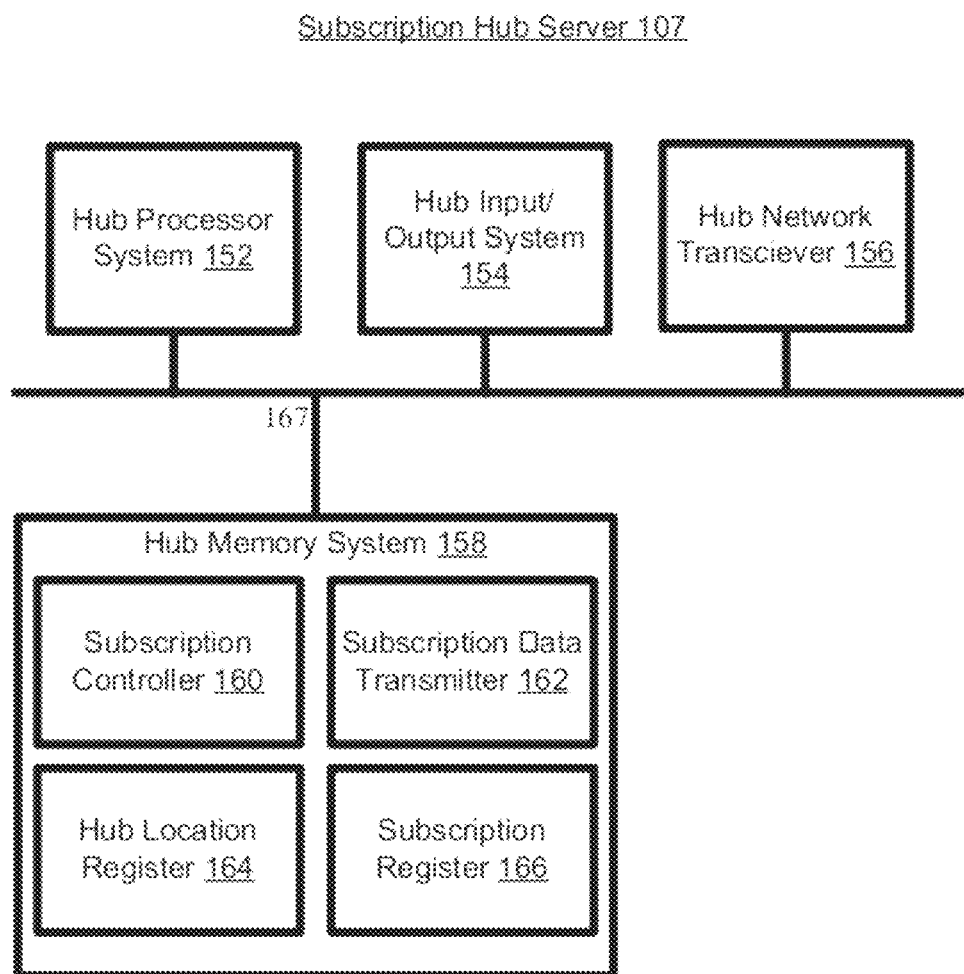 Subscription Hub Server 107
Hub Processor
System 152
Hub Input/
Output System
154
Hub Network
Transciever 156
167
Hub Memory System 158
Subscription
Controller 160
Subscription Data
Transmitter 162
Hub Location
Register 164
Subscription
Register 166